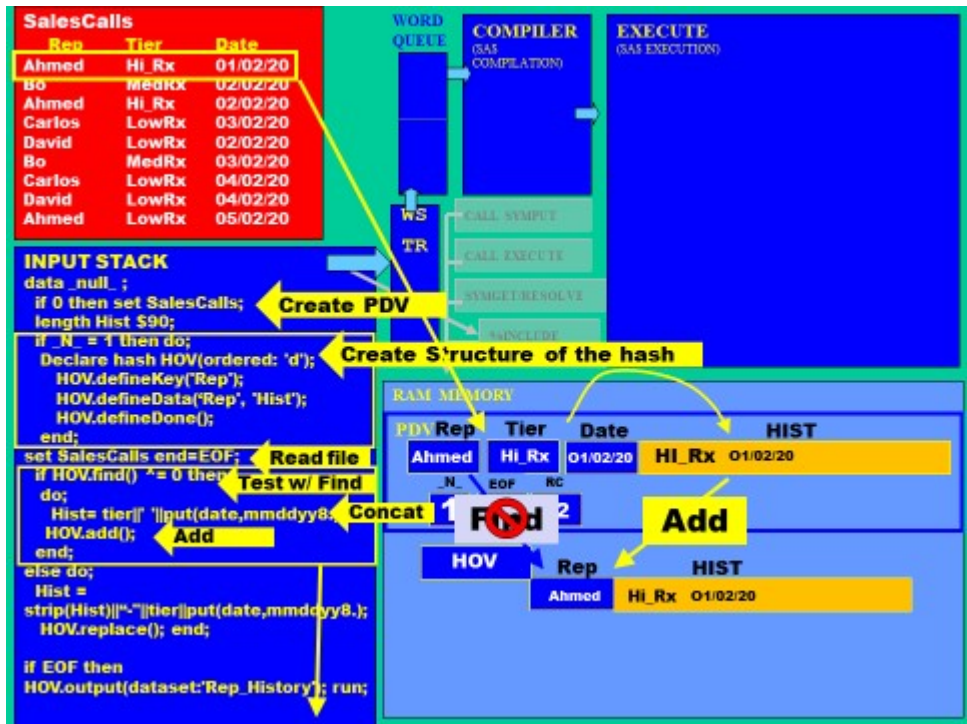 SalesCalls
Rep Tier Date
Ahmed Hi_Rx 01/02/20
Bo MedRx 02/02/20
Ahmed Hi_Rx 02/02/20
Carlos LowRx 03/02/20
David LowRx 02/02/20
Bo MedRx 03/02/20
Carlos LowRx 04/02/20
David LowRx 04/02/20
Ahmed LowRx 05/02/20
WORD
QUEUE
COMPILER
(SAS
COMPILATION)
EXECUTE
(SAS EXECUTION)
WS
TR
CALL SYMPUT
CALL EXECUTE
SYMGET/RESOLVE
%INCLUDE
INPUT STACK
data _null_ ;
if 0 then set SalesCalls;
Create PDV
length Hist $90;
if _N_ = 1 then do;
Declare hash HOV(ordered: 'd');
Create Structure of the hash
HOV.defineKey("Rep");
HOV.defineData('Rep', 'Hist');
HOV.defineDone();
end;
set SalesCalls end=EOF;
Read file
if HOV.find() ^= 0 then
Test w/ Find
do;
Hist= tier||' '||put(date,mmddyy8.
Concat
HOV.add();
Add
end;
else do;
Hist =
strip(Hist)||"-"||tier||put(date,mmddyy8.);
HOV.replace(); end;
if EOF then
HOV.output(dataset:'Rep_History'); run;
RAM MEMORY
PDV
Rep Tier Date HIST
Ahmed Hi_Rx O1/02/20 HI_Rx O1/02/20
_N_ EOF RC
1 2
Find
Add
HOV
Rep HIST
Ahmed Hi_Rx O1/02/20